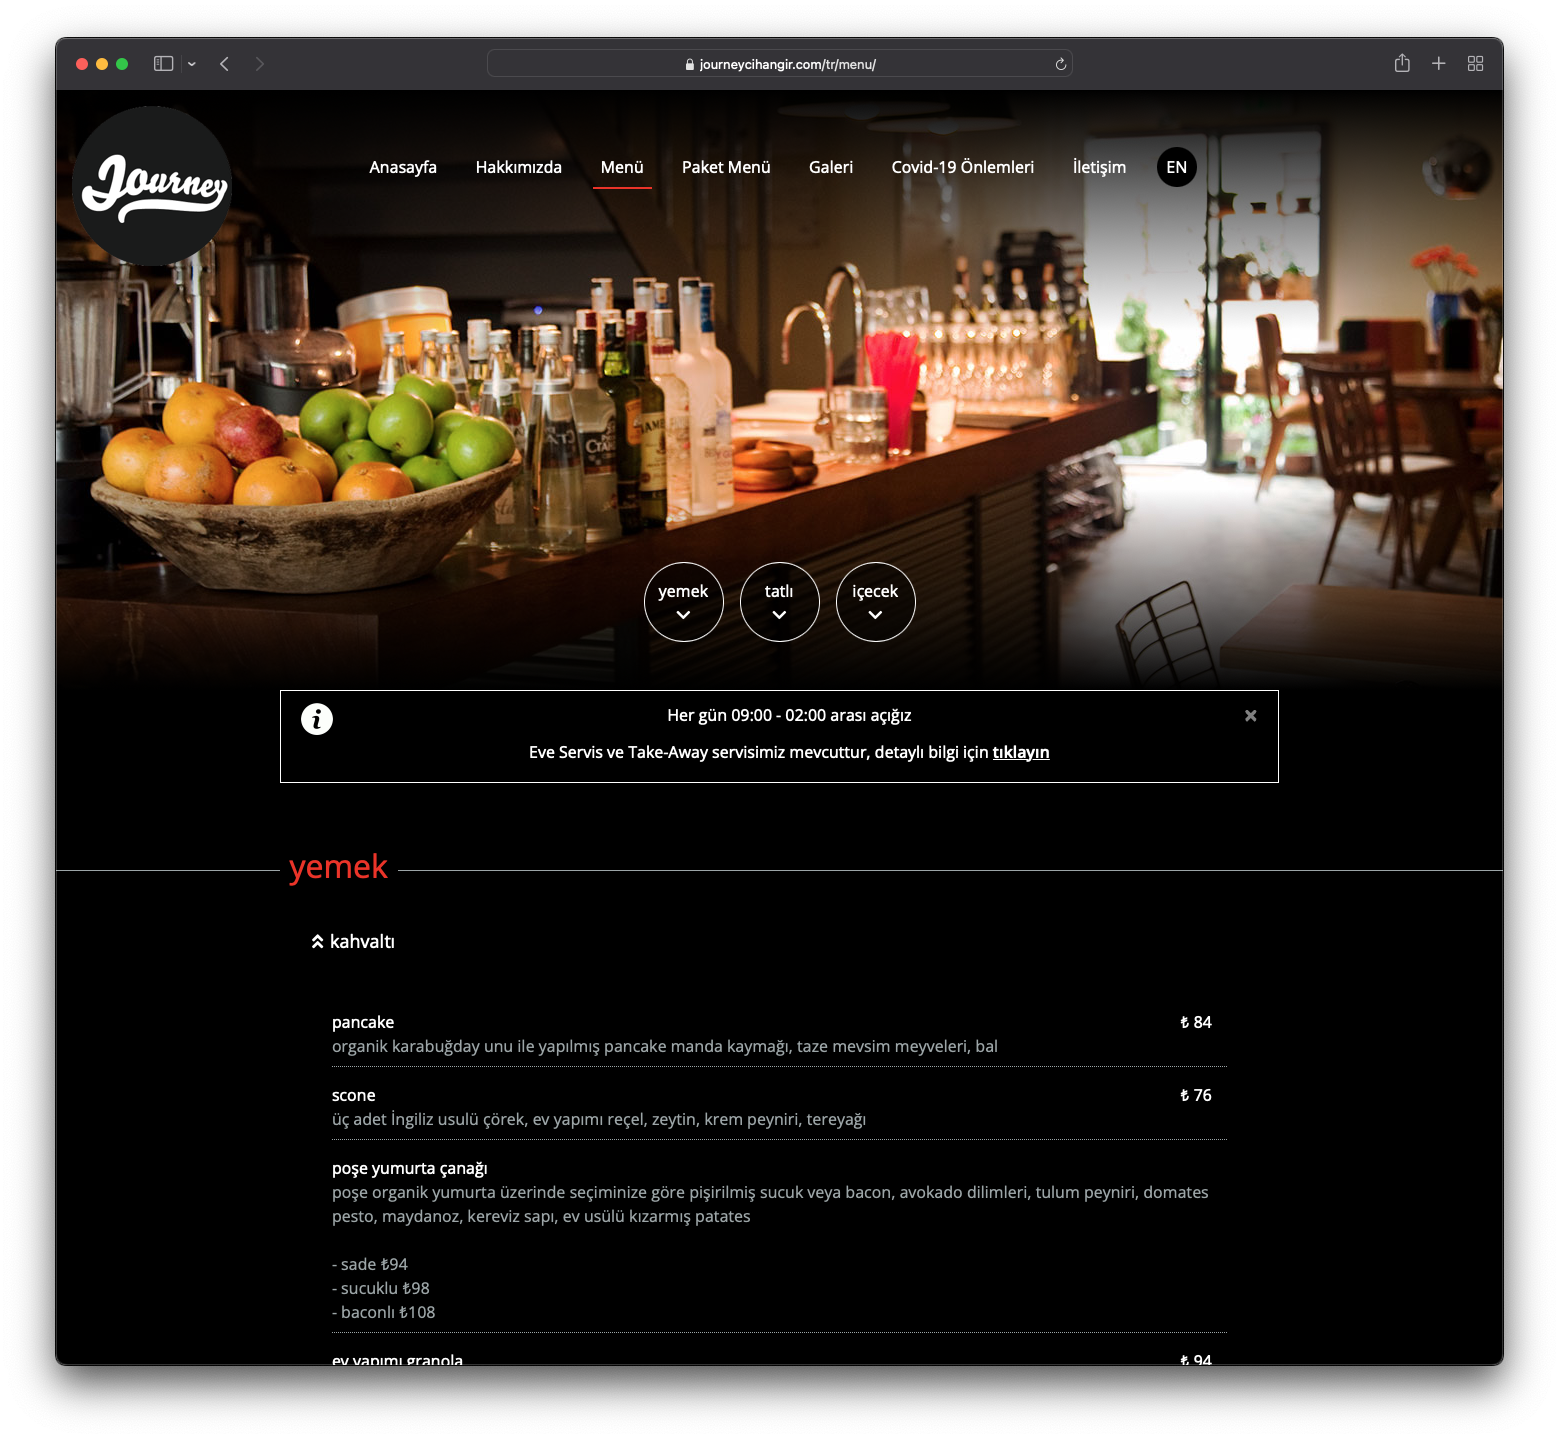 journeycihangir.com/tr/menu/
Journey
Anasayfa
Hakkımızda
Menü
Paket Menü
Galeri
Covid-19 Önlemleri
İletişim
EN
yemek
tatlı
içecek
Her gün 09:00 - 02:00 arası açığız
Eve Servis ve Take-Away servisimiz mevcuttur, detaylı bilgi için tıklayın
yemek
kahvaltı
pancake ₺ 84
organik karabuğday unu ile yapılmış pancake manda kaymağı, taze mevsim meyveleri, bal
scone ₺ 76
üç adet İngiliz usulü çörek, ev yapımı reçel, zeytin, krem peyniri, tereyağı
poşe yumurta çanağı
poşe organik yumurta üzerinde seçiminize göre pişirilmiş sucuk veya bacon, avokado dilimleri, tulum peyniri, domates
pesto, maydanoz, kereviz sapı, ev usülü kızarmış patates
- sade ₺94
- sucuklu ₺98
- baconlı ₺108
ev yapımı granola ₺ 94